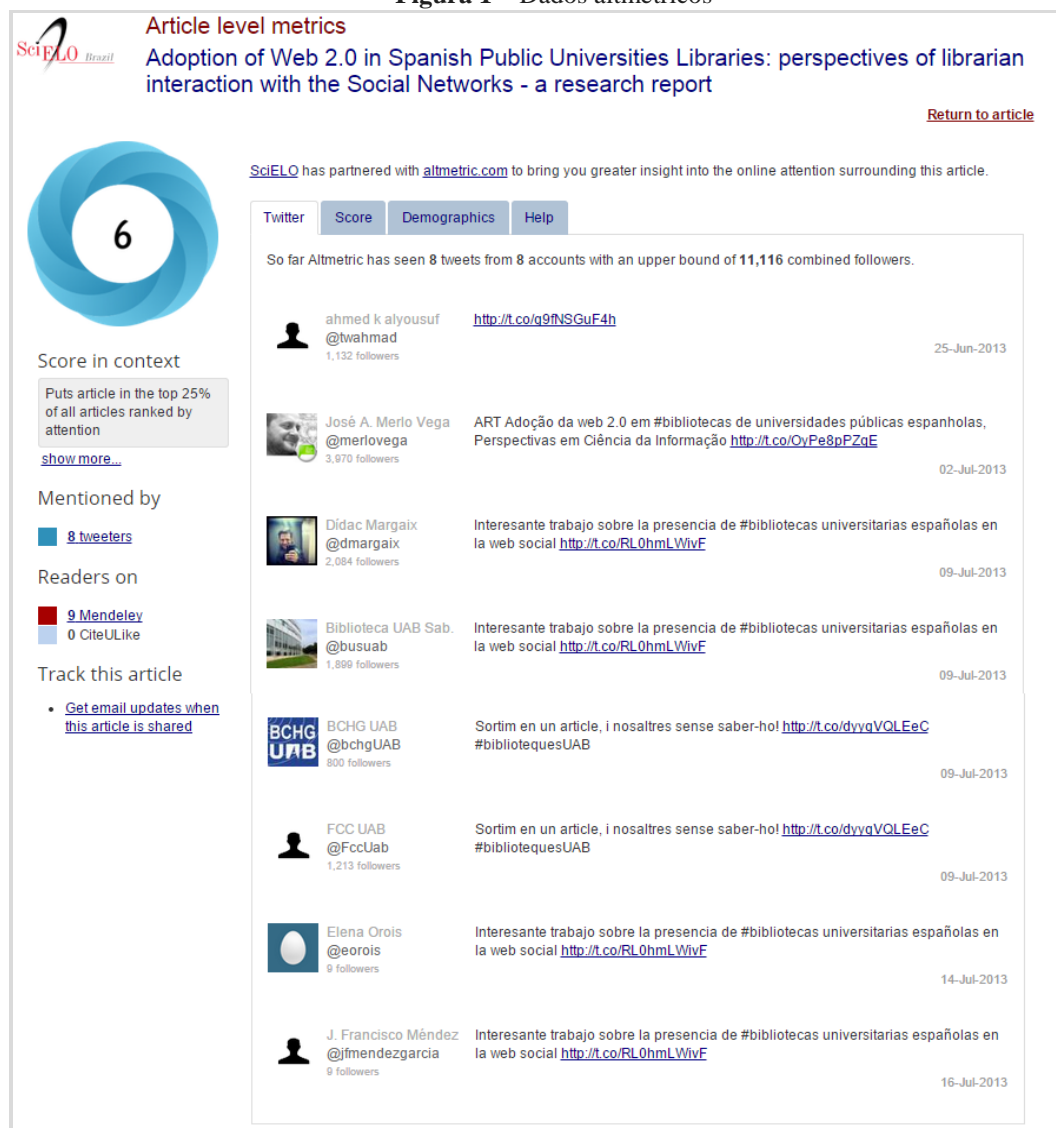 Figura 1 – Dados altmétricos
SciELO Brazil
Article level metrics
Adoption of Web 2.0 in Spanish Public Universities Libraries: perspectives of librarian
interaction with the Social Networks - a research report
Return to article
6
SciELO has partnered with altmetric.com to bring you greater insight into the online attention surrounding this article.
Twitter Score Demographics Help
So far Altmetric has seen 8 tweets from 8 accounts with an upper bound of 11,116 combined followers.
Score in context
Puts article in the top 25%
of all articles ranked by
attention
show more...
Mentioned by
8 tweeters
Readers on
9 Mendeley
0 CiteULike
Track this article
• Get email updates when
this article is shared
ahmed k alyousuf
@twahmad
1,132 followers
http://t.co/q9fNSGuF4h
25-Jun-2013
José A. Merlo Vega
@merlovega
3,970 followers
ART Adoção da web 2.0 em #bibliotecas de universidades públicas espanholas,
Perspectivas em Ciência da Informação http://t.co/OyPe8pPZqE
02-Jul-2013
Dídac Margaix
@dmargaix
2,084 followers
Interesante trabajo sobre la presencia de #bibliotecas universitarias españolas en
la web social http://t.co/RL0hmLWivF
09-Jul-2013
Biblioteca UAB Sab.
@busuab
1,899 followers
Interesante trabajo sobre la presencia de #bibliotecas universitarias españolas en
la web social http://t.co/RL0hmLWivF
09-Jul-2013
BCHG
UAB
BCHG UAB
@bchgUAB
800 followers
Sortim en un article, i nosaltres sense saber-ho! http://t.co/dyyqVQLEeC
#bibliotequesUAB
09-Jul-2013
FCC UAB
@FccUab
1,213 followers
Sortim en un article, i nosaltres sense saber-ho! http://t.co/dyyqVQLEeC
#bibliotequesUAB
09-Jul-2013
Elena Orois
@eorois
9 followers
Interesante trabajo sobre la presencia de #bibliotecas universitarias españolas en
la web social http://t.co/RL0hmLWivF
14-Jul-2013
J. Francisco Méndez
@jfmendezgarcia
9 followers
Interesante trabajo sobre la presencia de #bibliotecas universitarias españolas en
la web social http://t.co/RL0hmLWivF
16-Jul-2013